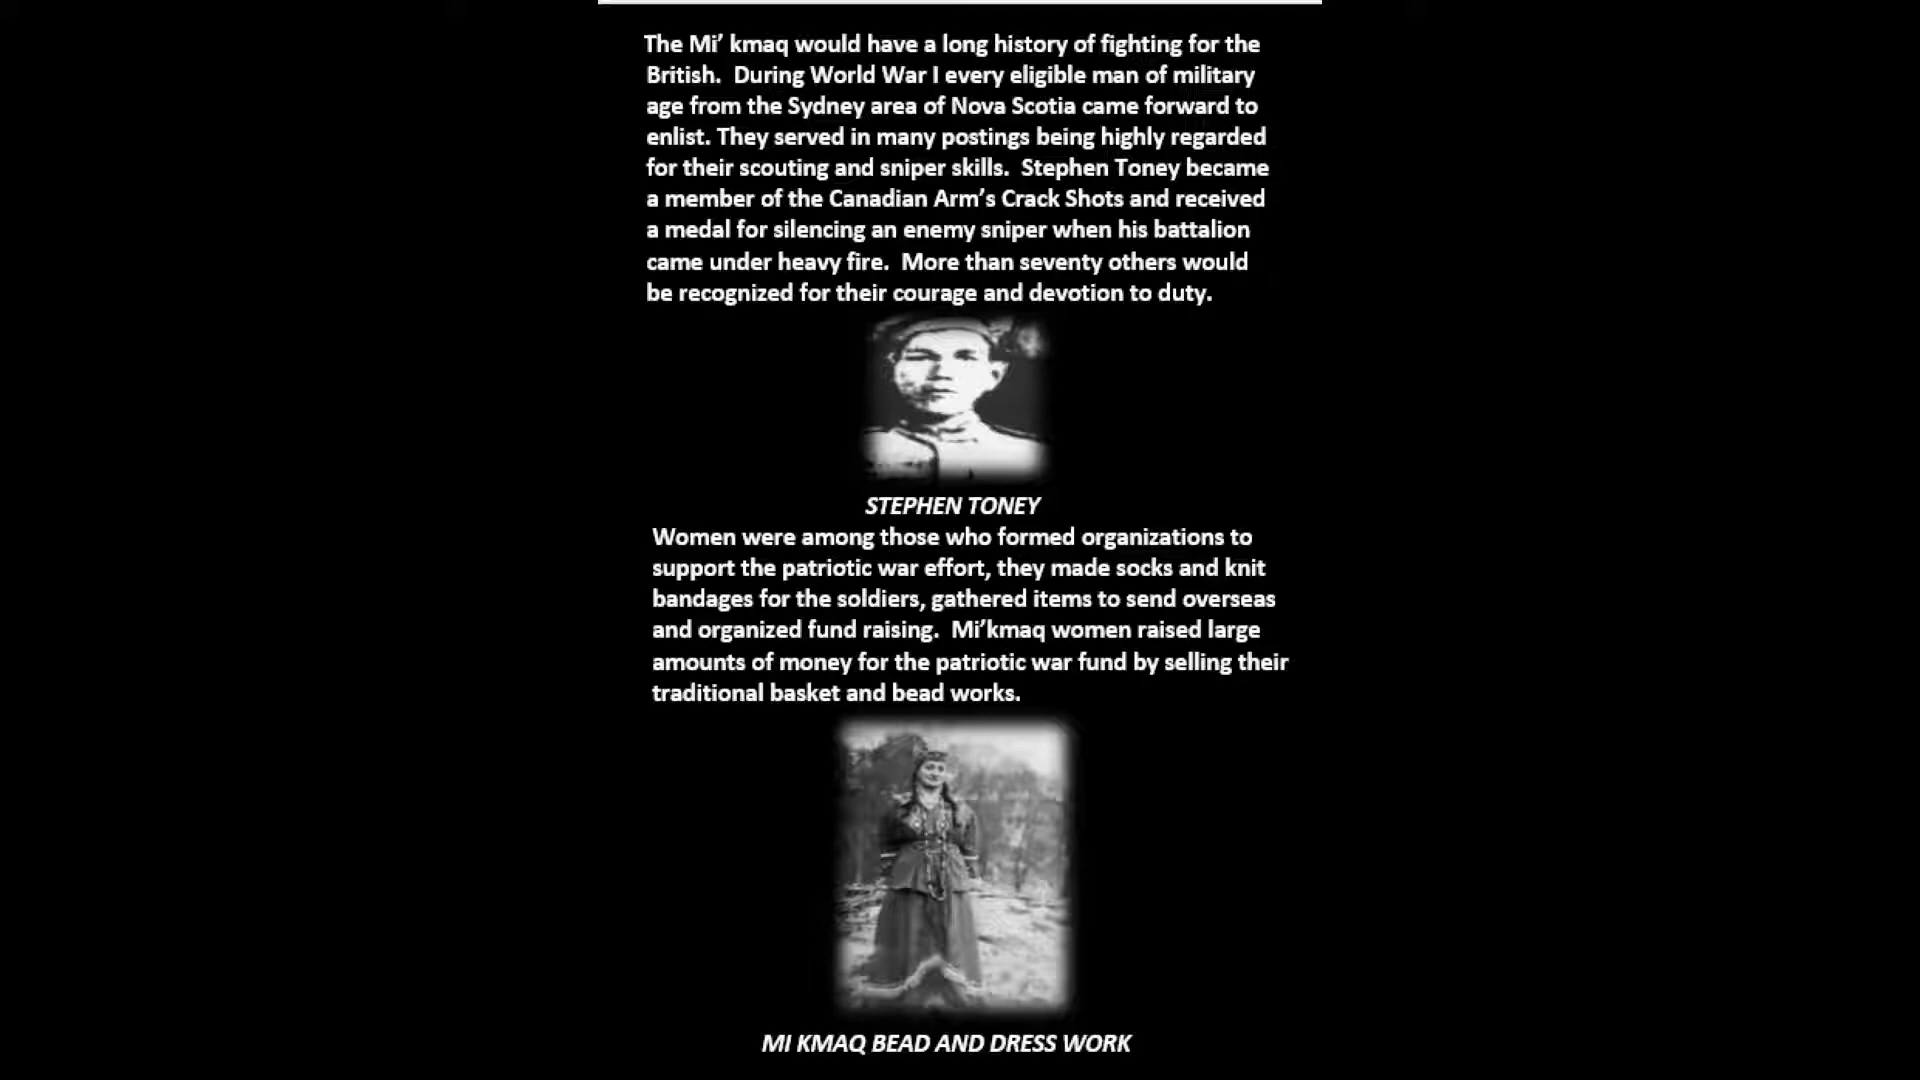 The Mi’ kmaq would have a long history of fighting for the
British.  During World War I every eligible man of military
age from the Sydney area of Nova Scotia came forward to
enlist. They served in many postings being highly regarded
for their scouting and sniper skills.  Stephen Toney became
a member of the Canadian Arm’s Crack Shots and received
a medal for silencing an enemy sniper when his battalion
came under heavy fire.  More than seventy others would
be recognized for their courage and devotion to duty.
STEPHEN TONEY
Women were among those who formed organizations to
support the patriotic war effort, they made socks and knit
bandages for the soldiers, gathered items to send overseas
and organized fund raising.  Mi’kmaq women raised large
amounts of money for the patriotic war fund by selling their
traditional basket and bead works.
MI KMAQ BEAD AND DRESS WORK